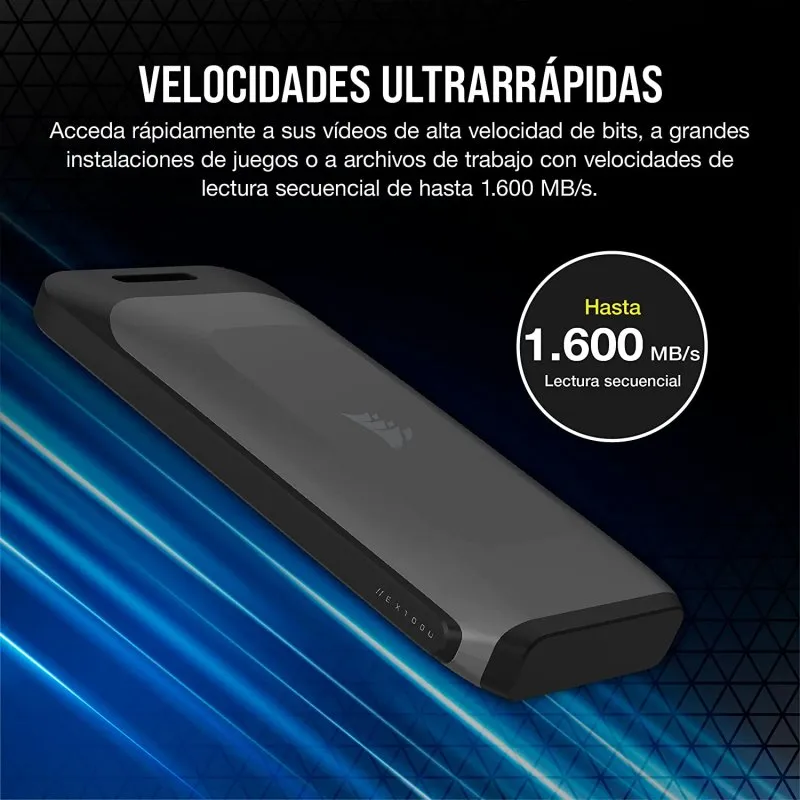 VELOCIDADES ULTRARRÁPIDAS
Acceda rápidamente a sus vídeos de alta velocidad de bits, a grandes
instalaciones de juegos o a archivos de trabajo con velocidades de
lectura secuencial de hasta 1.600 MB/s.
Hasta
1.600 MB/s
Lectura secuencial
//EX100U